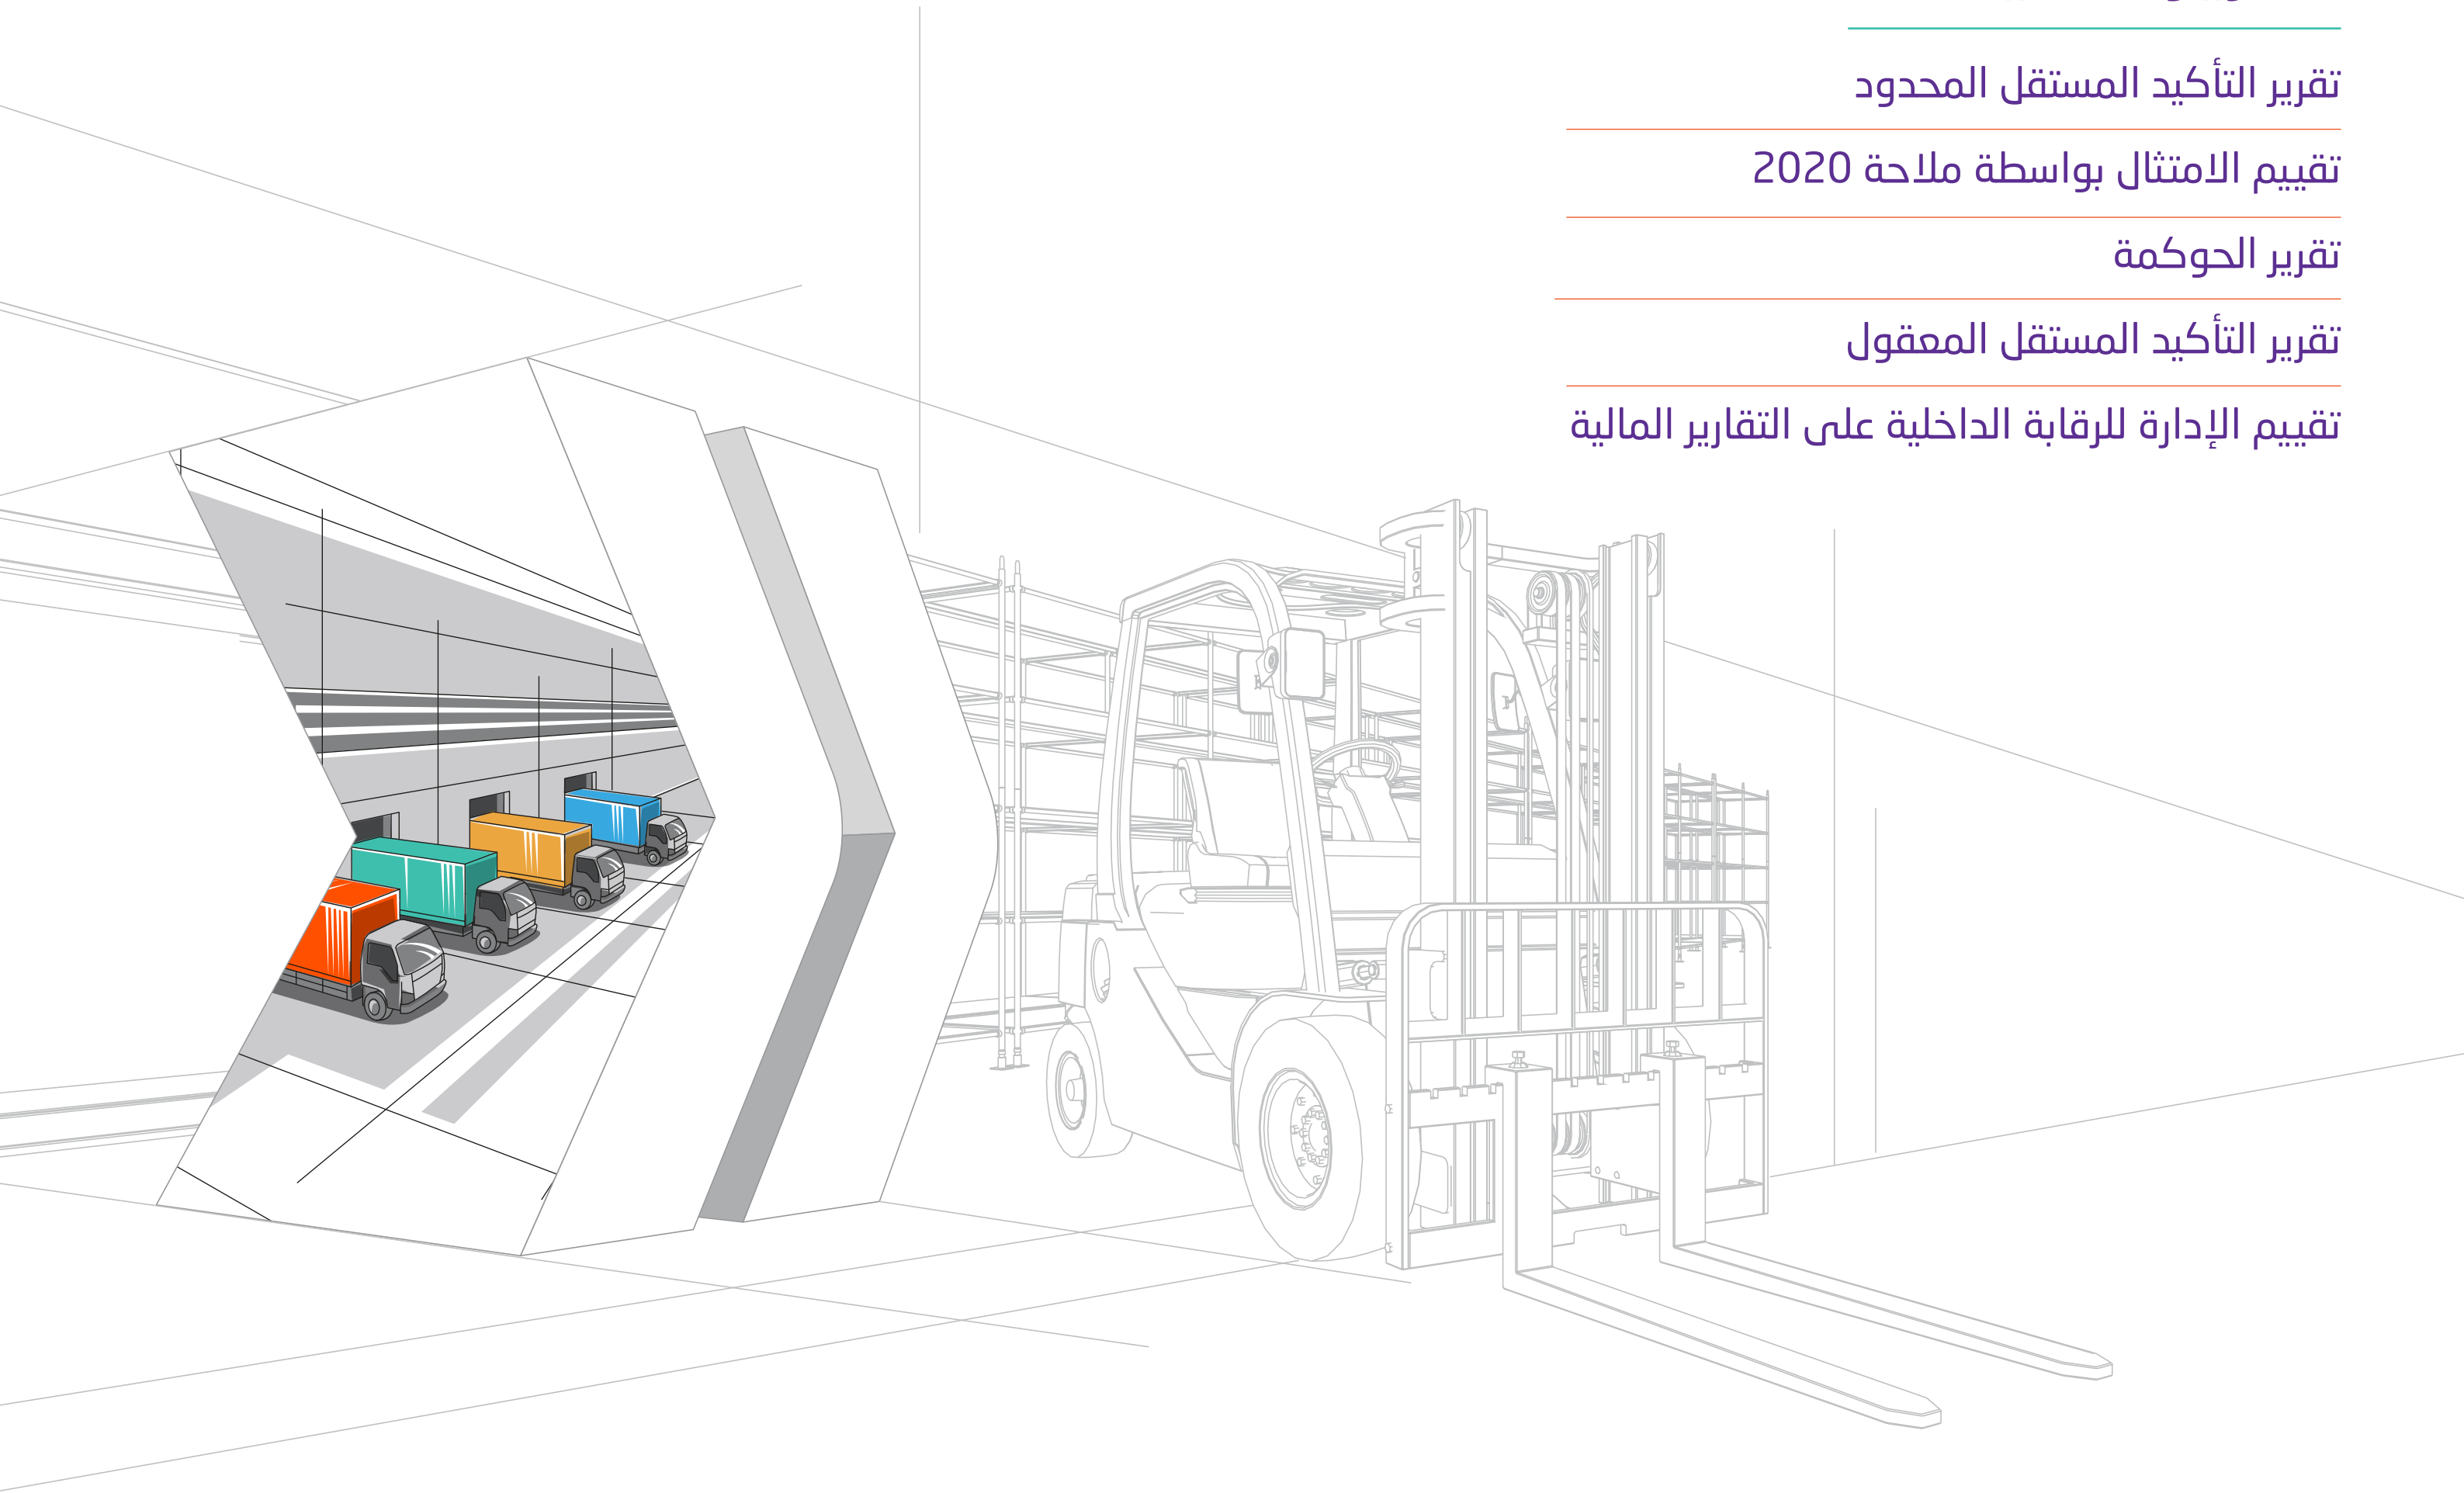 تقرير التأكيد المستقل المحدود
تقييم الامتثال بواسطة ملاحة 2020
تقرير الحوكمة
تقرير التأكيد المستقل المعقول
تقييم الإدارة للرقابة الداخلية على التقارير المالية